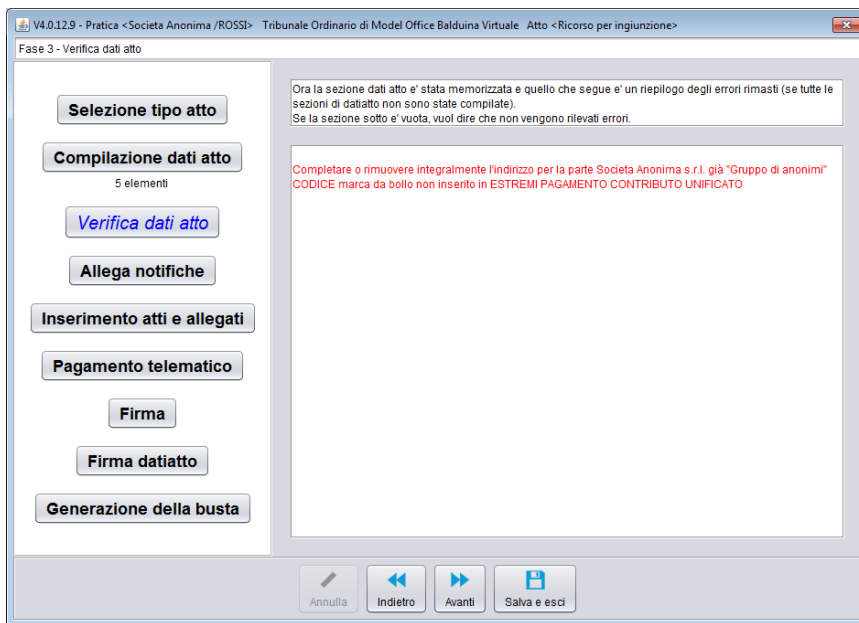 V4.0.12.9 - Pratica <Societa Anonima /ROSSI> Tribunale Ordinario di Model Office Balduina Virtuale Atto <Ricorso per ingiunzione>
Fase 3 - Verifica dati atto
Selezione tipo atto
Compilazione dati atto
5 elementi
Verifica dati atto
Allega notifiche
Inserimento atti e allegati
Pagamento telematico
Firma
Firma datiatto
Generazione della busta
Ora la sezione dati atto e' stata memorizzata e quello che segue e' un riepilogo degli errori rimasti (se tutte le
sezioni di datiatto non sono state compilate).
Se la sezione sotto e' vuota, vuol dire che non vengono rilevati errori.
Completare o rimuovere integralmente l'indirizzo per la parte Societa Anonima s.r.l. già "Gruppo di anonimi"
CODICE marca da bollo non inserito in ESTREMI PAGAMENTO CONTRIBUTO UNIFICATO
Annulla
Indietro
Avanti
Salva e esci